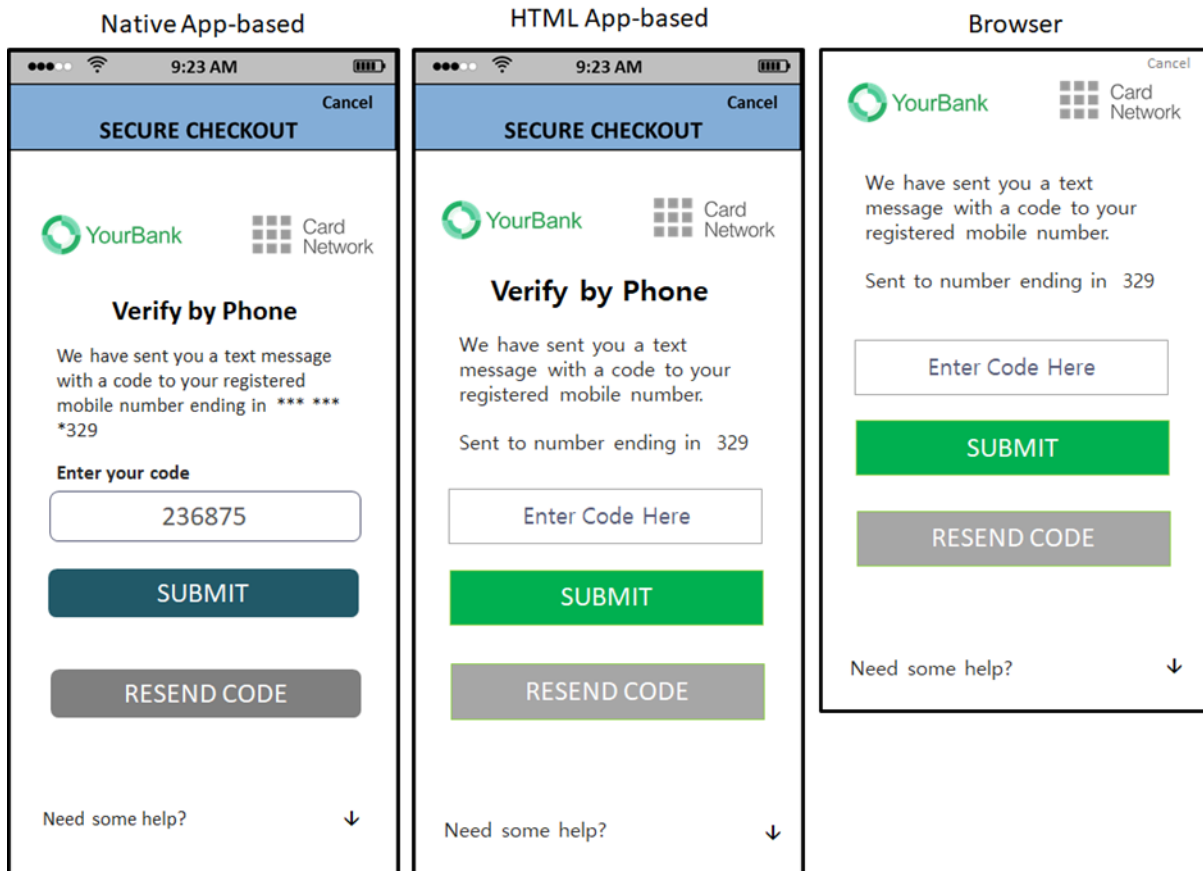 Native App-based
9:23 AM
Cancel
SECURE CHECKOUT
YourBank
Card
Network
Verify by Phone
We have sent you a text message
with a code to your registered
mobile number ending in *** ***
*329
Enter your code
236875
SUBMIT
RESEND CODE
Need some help?
HTML App-based
9:23 AM
Cancel
SECURE CHECKOUT
YourBank
Card
Network
Verify by Phone
We have sent you a text
message with a code to your
registered mobile number.
Sent to number ending in 329
Enter Code Here
SUBMIT
RESEND CODE
Need some help?
Browser
Cancel
YourBank
Card
Network
We have sent you a text
message with a code to your
registered mobile number.
Sent to number ending in 329
Enter Code Here
SUBMIT
RESEND CODE
Need some help?